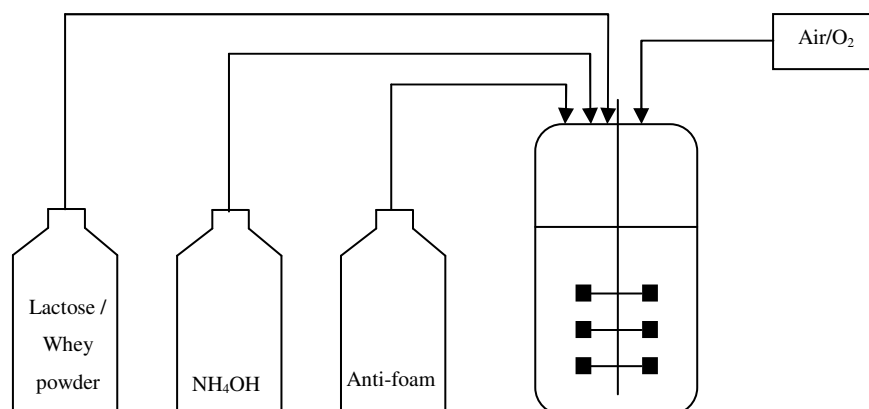 Air/O₂
Lactose /
Whey
powder
NH₄OH
Anti-foam